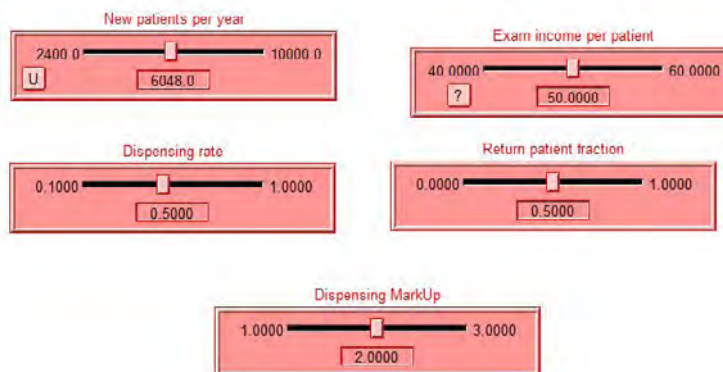 New patients per year
2400.0 10000.0
U 6048.0
Exam income per patient
40.0000 60.0000
? 50.0000
Dispensing rate
0.1000 1.0000
0.5000
Return patient fraction
0.0000 1.0000
0.5000
Dispensing MarkUp
1.0000 3.0000
2.0000